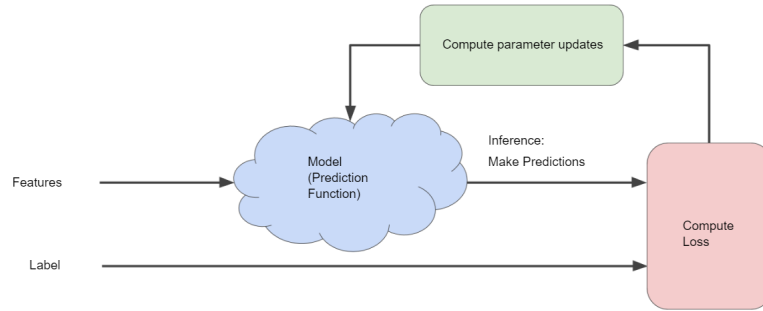 Compute parameter updates
Inference:
Make Predictions
Model
(Prediction
Function)
Features
Compute
Loss
Label